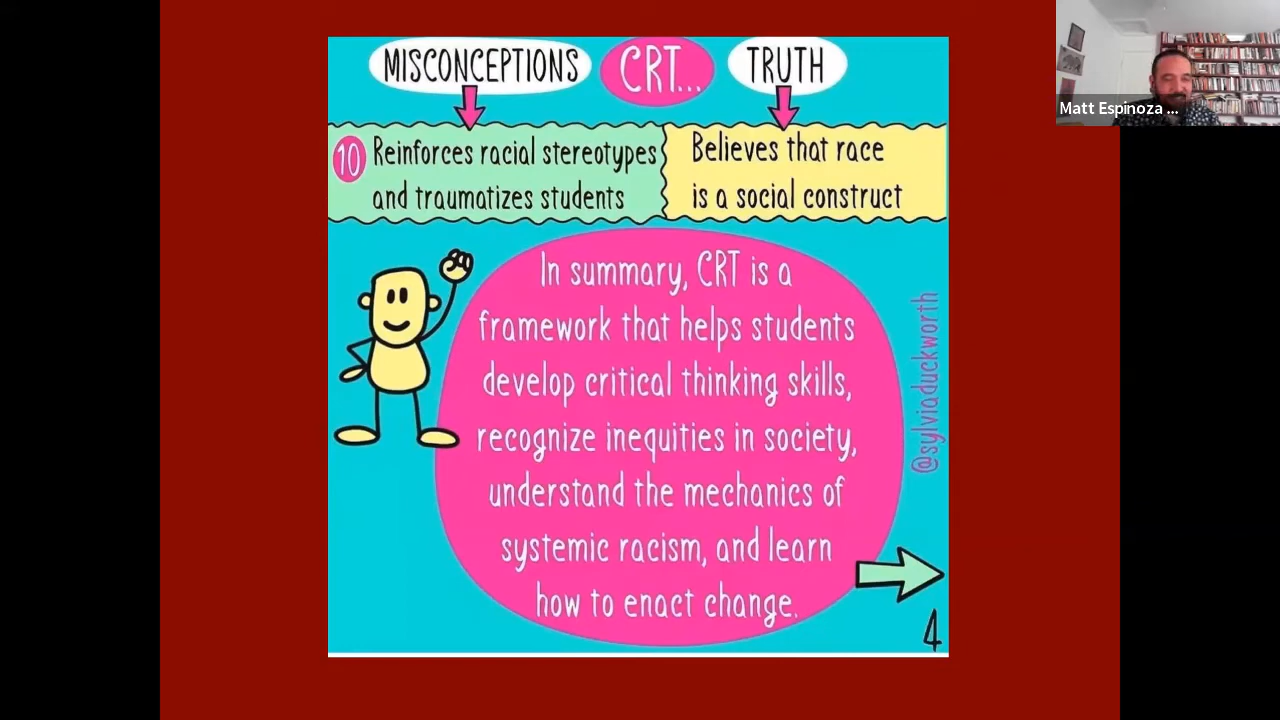 MISCONCEPTIONS CRT... TRUTH
10 Reinforces racial stereotypes
and traumatizes students
Believes that race
is a social construct
In summary, CRT is a
framework that helps students
develop critical thinking skills,
recognize inequities in society,
understand the mechanics of
systemic racism, and learn
how to enact change.
@sylviaduckworth
4
Matt Espinoza ...